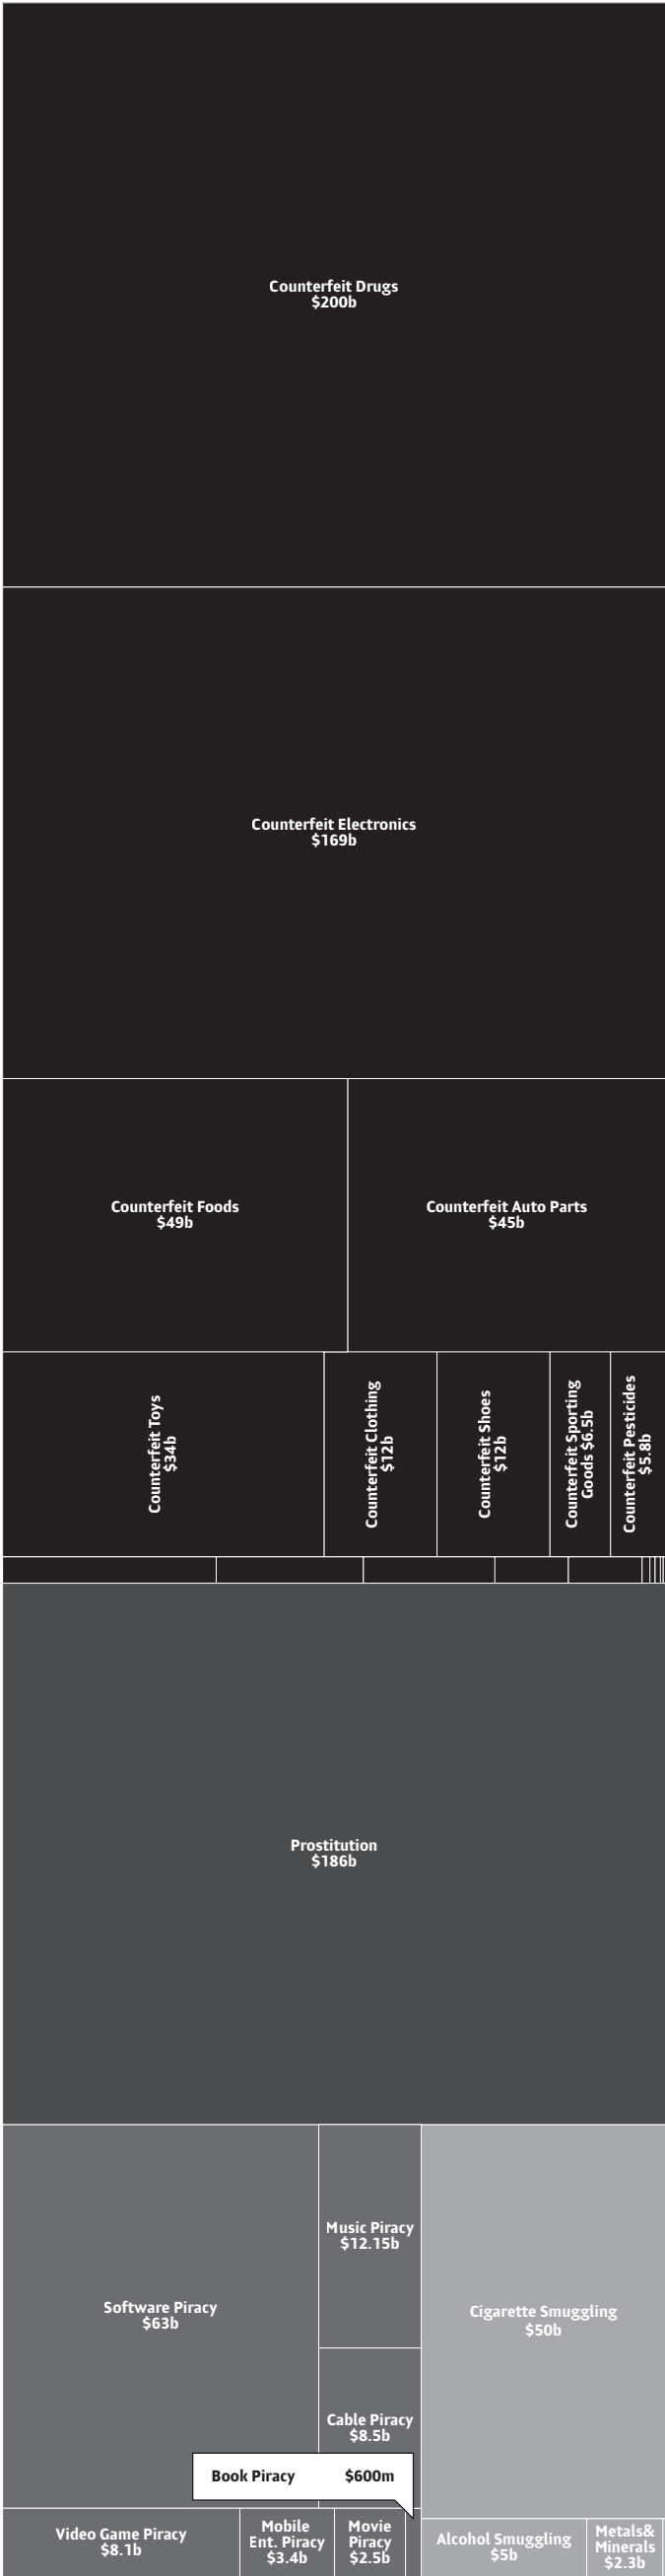 Counterfeit Drugs
$200b
Counterfeit Electronics
$169b
Counterfeit Foods
$49b
Counterfeit Auto Parts
$45b
Counterfeit Toys
$34b
Counterfeit Clothing
$12b
Counterfeit Shoes
$12b
Counterfeit Sporting
Goods $6.5b
Counterfeit Pesticides
$5.8b
Prostitution
$186b
Software Piracy
$63b
Music Piracy
$12.15b
Cigarette Smuggling
$50b
Cable Piracy
$8.5b
Book Piracy $600m
Video Game Piracy
$8.1b
Mobile
Ent. Piracy
$3.4b
Movie
Piracy
$2.5b
Alcohol Smuggling
$5b
Metals&
Minerals
$2.3b